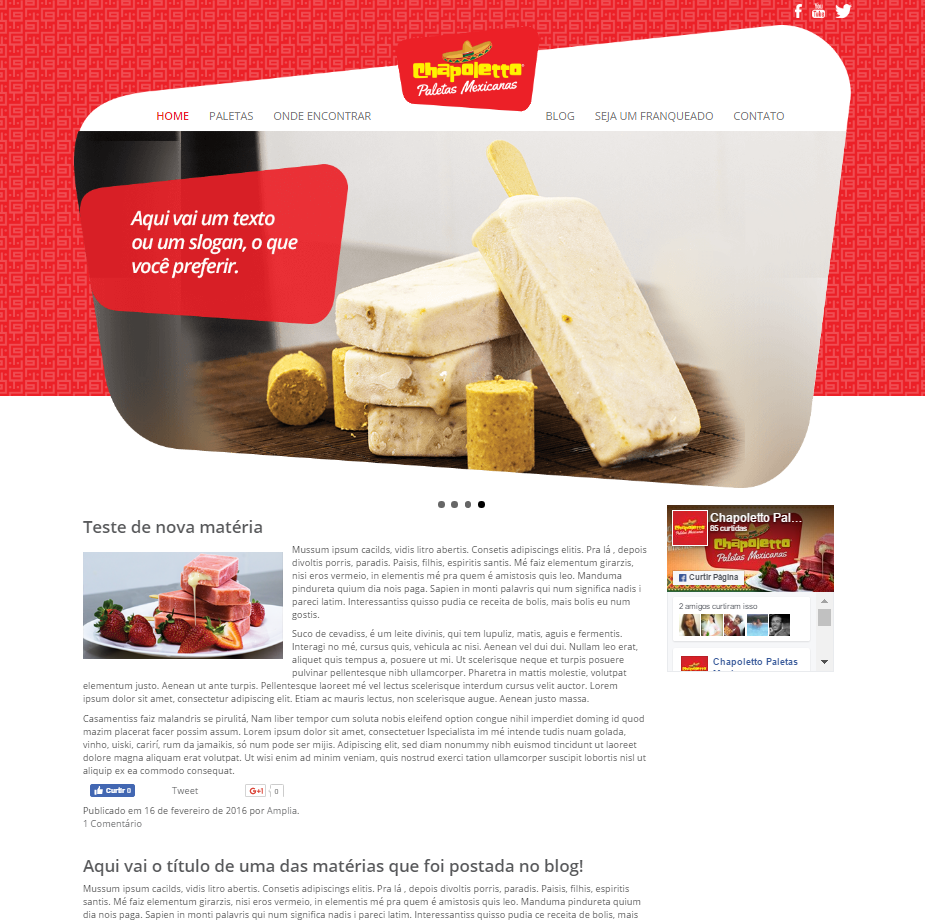 You Tube
Chapoletto
Paletas Mexicanas
HOME PALETAS ONDE ENCONTRAR BLOG SEJA UM FRANQUEADO CONTATO
Aqui vai um texto
ou um slogan, o que
você preferir.
Teste de nova matéria
Mussum ipsum cacilds, vidis litro abertis. Consetis adipiscings elitis. Pra lá , depois
divoltis porris, paradis. Paisis, filhis, espiritis santis. Mé faiz elementum girarzis,
nisi eros vermeio, in elementis mé pra quem é amistosis quis leo. Manduma
pindureta quium dia nois paga. Sapien in monti palavris qui num significa nadis i
pareci latim. Interessantiss quisso pudia ce receita de bolis, mais bolis eu num
gostis.
Suco de cevadiss, é um leite divinis, qui tem lupuliz, matis, aguis e fermentis.
Interagi no mé, cursus quis, vehicula ac nisi. Aenean vel dui dui. Nullam leo erat,
aliquet quis tempus a, posuere ut mi. Ut scelerisque neque et turpis posuere
pulvinar pellentesque nibh ullamcorper. Pharetra in mattis molestie, volutpat
elementum justo. Aenean ut ante turpis. Pellentesque laoreet mé vel lectus scelerisque interdum cursus velit auctor. Lorem
ipsum dolor sit amet, consectetur adipiscing elit. Etiam ac mauris lectus, non scelerisque augue. Aenean justo massa.
Casamentiss faiz malandris se pirulitá, Nam liber tempor cum soluta nobis eleifend option congue nihil imperdiet doming id quod
mazim placerat facer possim assum. Lorem ipsum dolor sit amet, consectetuer Ispecialista im mé intende tudis nuam golada,
vinho, uiski, carirí, rum da jamaikis, só num pode ser mijis. Adipiscing elit, sed diam nonummy nibh euismod tincidunt ut laoreet
dolore magna aliquam erat volutpat. Ut wisi enim ad minim veniam, quis nostrud exerci tation ullamcorper suscipit lobortis nisl ut
aliquip ex ea commodo consequat.
Curtir 0 Tweet G+1 0
Publicado em 16 de fevereiro de 2016 por Amplia.
1 Comentário
Aqui vai o título de uma das matérias que foi postada no blog!
Mussum ipsum cacilds, vidis litro abertis. Consetis adipiscings elitis. Pra lá , depois divoltis porris, paradis. Paisis, filhis, espiritis
santis. Mé faiz elementum girarzis, nisi eros vermeio, in elementis mé pra quem é amistosis quis leo. Manduma pindureta quium
dia nois paga. Sapien in monti palavris qui num significa nadis i pareci latim. Interessantiss quisso pudia ce receita de bolis, mais
Chapoletto Pal...
85 curtidas
Chapoletto
Paletas Mexicanas
Curtir Página
2 amigos curtiram isso
Chapoletto Paletas